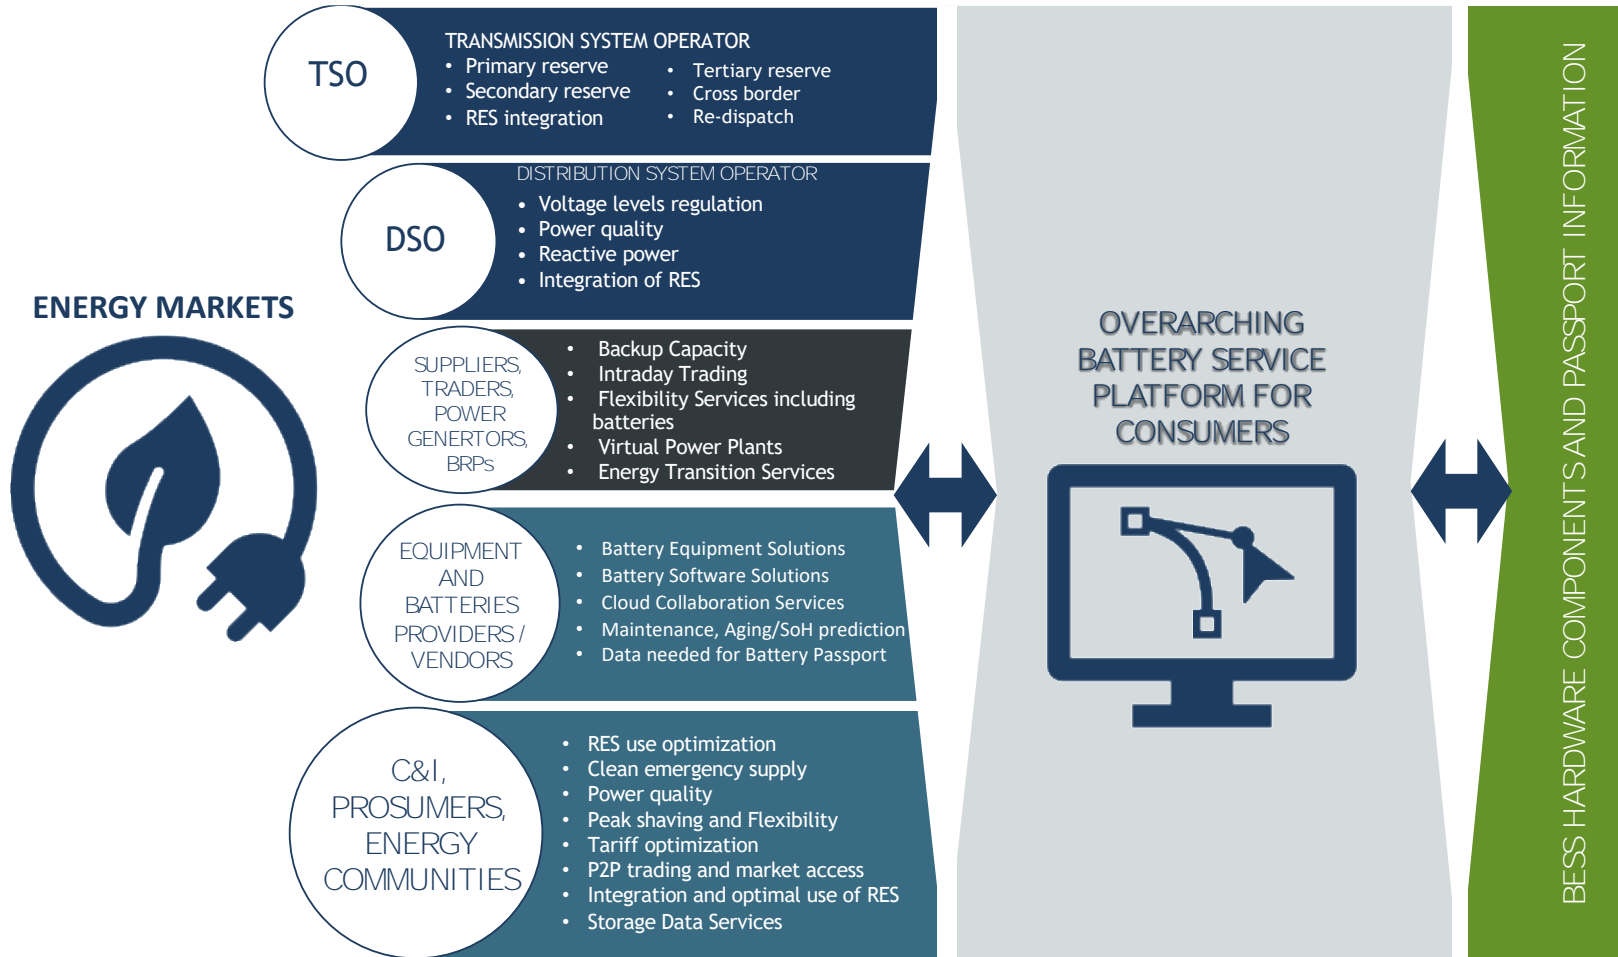 ENERGY MARKETS
TSO
TRANSMISSION SYSTEM OPERATOR
• Primary reserve
• Secondary reserve
• RES integration
• Tertiary reserve
• Cross border
• Re-dispatch
DSO
DISTRIBUTION SYSTEM OPERATOR
• Voltage levels regulation
• Power quality
• Reactive power
• Integration of RES
SUPPLIERS,
TRADERS,
POWER
GENERTORS,
BRPs
• Backup Capacity
• Intraday Trading
• Flexibility Services including
batteries
• Virtual Power Plants
• Energy Transition Services
EQUIPMENT
AND
BATTERIES
PROVIDERS /
VENDORS
• Battery Equipment Solutions
• Battery Software Solutions
• Cloud Collaboration Services
• Maintenance, Aging/SoH prediction
• Data needed for Battery Passport
C&I,
PROSUMERS,
ENERGY
COMMUNITIES
• RES use optimization
• Clean emergency supply
• Power quality
• Peak shaving and Flexibility
• Tariff optimization
• P2P trading and market access
• Integration and optimal use of RES
• Storage Data Services
OVERARCHING
BATTERY SERVICE
PLATFORM FOR
CONSUMERS
BESS HARDWARE COMPONENTS AND PASSPORT INFORMATION